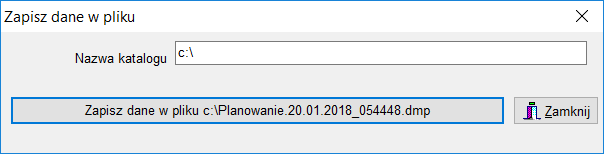 Zapisz dane w pliku
Nazwa katalogu c:\
Zapisz dane w pliku c:\Planowanie.20.01.2018_054448.dmp
Zamknij